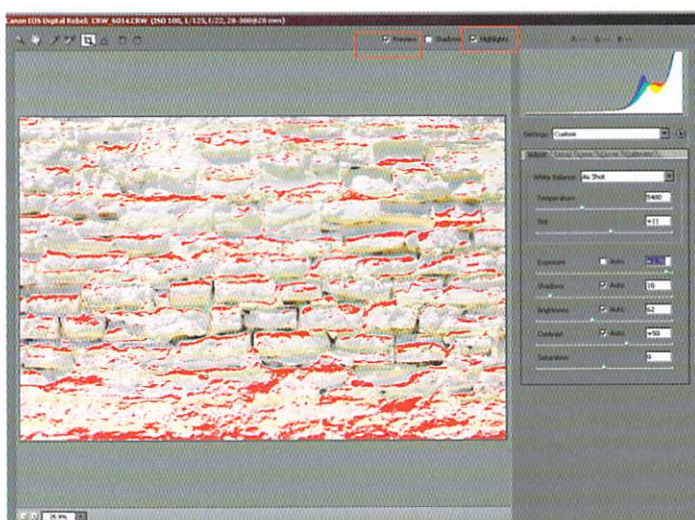 Canon EOS Digital Rebel: CRW_6014.CRW (ISO 100, 1/125, f/22, 28-300@28 mm)
Preview Shadows Highlights R: -- G: -- B: --
Settings: Custom
Adjust
White Balance: As Shot
Temperature 5400
Tint +11
Exposure Auto
Shadows Auto 10
Brightness Auto 62
Contrast Auto +50
Saturation 0